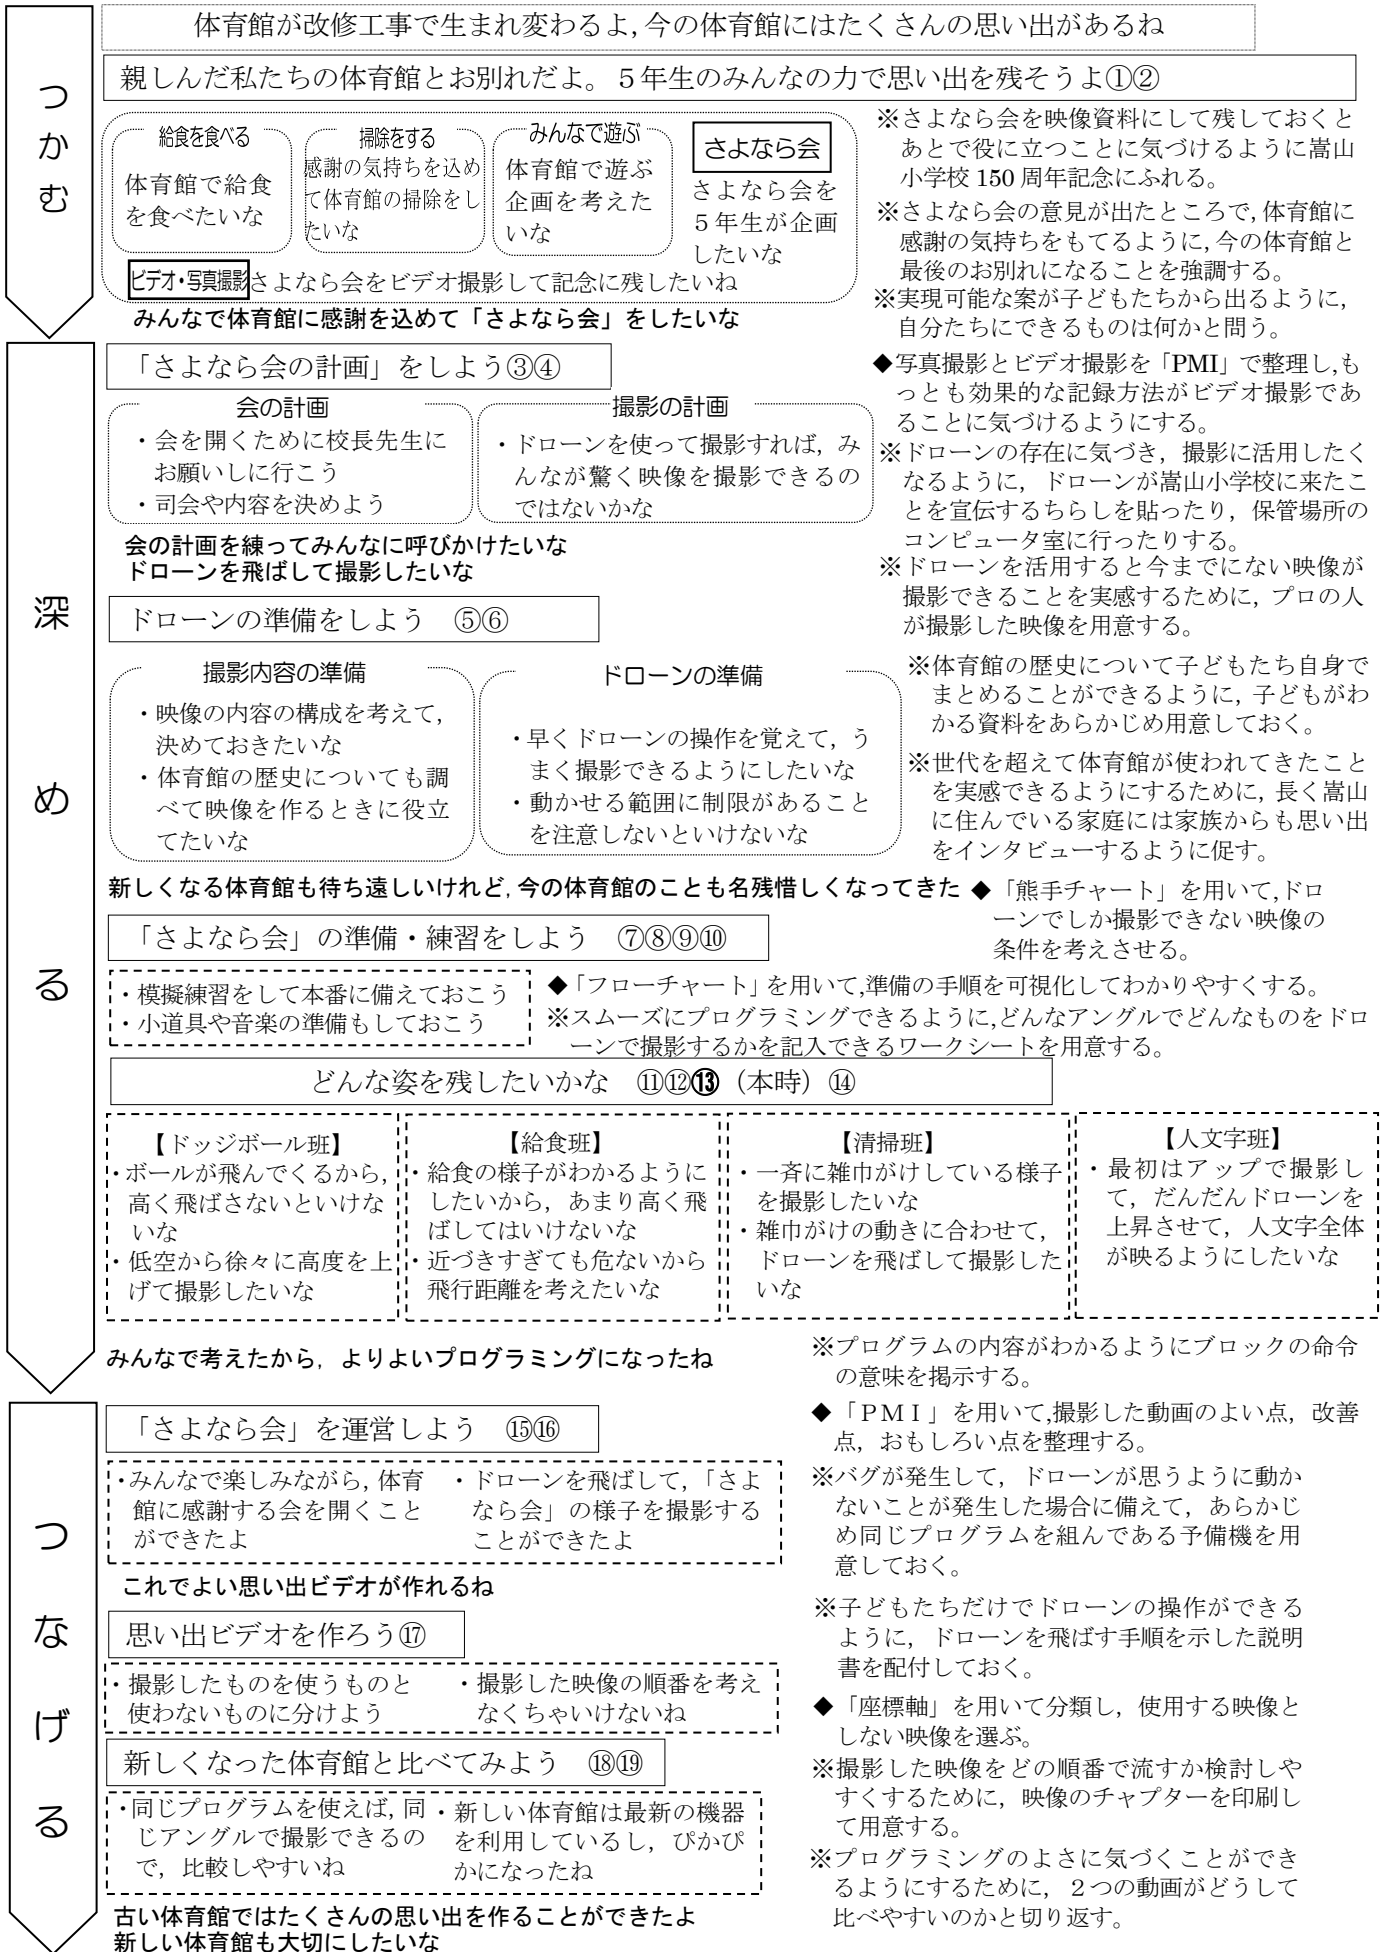 体育館が改修工事で生まれ変わるよ,今の体育館にはたくさんの思い出があるね
つかむ
親しんだ私たちの体育館とお別れだよ。５年生のみんなの力で思い出を残そうよ①②
給食を食べる
体育館で給食
を食べたいな
掃除をする
感謝の気持ちを込め
て体育館の掃除をし
たいな
みんなで遊ぶ
体育館で遊ぶ
企画を考えた
いな
さよなら会
さよなら会を
５年生が企画
したいな
ビデオ・写真撮影さよなら会をビデオ撮影して記念に残したいね
みんなで体育館に感謝を込めて「さよなら会」をしたいな
※さよなら会を映像資料にして残しておくと
あとで役に立つことに気づけるように嵩山
小学校 150 周年記念にふれる。
※さよなら会の意見が出たところで,体育館に
感謝の気持ちをもてるように,今の体育館と
最後のお別れになることを強調する。
※実現可能な案が子どもたちから出るように,
自分たちにできるものは何かと問う。
深める
「さよなら会の計画」をしよう③④
会の計画
・会を開くために校長先生に
お願いしに行こう
・司会や内容を決めよう
撮影の計画
・ドローンを使って撮影すれば，み
んなが驚く映像を撮影できるの
ではないかな
会の計画を練ってみんなに呼びかけたいな
ドローンを飛ばして撮影したいな
◆写真撮影とビデオ撮影を「PMI」で整理し,も
っとも効果的な記録方法がビデオ撮影であ
ることに気づけるようにする。
※ドローンの存在に気づき，撮影に活用したく
なるように，ドローンが嵩山小学校に来たこ
とを宣伝するちらしを貼ったり，保管場所の
コンピュータ室に行ったりする。
※ドローンを活用すると今までにない映像が
撮影できることを実感するために，プロの人
が撮影した映像を用意する。
ドローンの準備をしよう　⑤⑥
撮影内容の準備
・映像の内容の構成を考えて，
決めておきたいな
・体育館の歴史についても調
べて映像を作るときに役立
てたいな
ドローンの準備
・早くドローンの操作を覚えて，う
まく撮影できるようにしたいな
・動かせる範囲に制限があること
を注意しないといけないな
※体育館の歴史について子どもたち自身で
まとめることができるように，子どもがわ
かる資料をあらかじめ用意しておく。
※世代を超えて体育館が使われてきたこと
を実感できるようにするために，長く嵩山
に住んでいる家庭には家族からも思い出
をインタビューするように促す。
新しくなる体育館も待ち遠しいけれど,今の体育館のことも名残惜しくなってきた
◆「熊手チャート」を用いて,ドロ
ーンでしか撮影できない映像の
条件を考えさせる。
「さよなら会」の準備・練習をしよう　⑦⑧⑨⑩
・模擬練習をして本番に備えておこう
・小道具や音楽の準備もしておこう
◆「フローチャート」を用いて,準備の手順を可視化してわかりやすくする。
※スムーズにプログラミングできるように,どんなアングルでどんなものをドロ
ーンで撮影するかを記入できるワークシートを用意する。
どんな姿を残したいかな　⑪⑫⑬（本時）⑭
【ドッジボール班】
・ボールが飛んでくるから，
高く飛ばさないといけな
いな
・低空から徐々に高度を上
げて撮影したいな
【給食班】
・給食の様子がわかるように
したいから，あまり高く飛
ばしてはいけないな
・近づきすぎても危ないから
飛行距離を考えたいな
【清掃班】
・一斉に雑巾がけしている様子
を撮影したいな
・雑巾がけの動きに合わせて，
ドローンを飛ばして撮影した
いな
【人文字班】
・最初はアップで撮影し
て，だんだんドローンを
上昇させて，人文字全体
が映るようにしたいな
みんなで考えたから，よりよいプログラミングになったね
※プログラムの内容がわかるようにブロックの命令
の意味を掲示する。
つなげる
「さよなら会」を運営しよう　⑮⑯
・みんなで楽しみながら,体育
館に感謝する会を開くこと
ができたよ
・ドローンを飛ばして，「さよ
なら会」の様子を撮影する
ことができたよ
これでよい思い出ビデオが作れるね
◆「ＰＭＩ」を用いて,撮影した動画のよい点，改善
点，おもしろい点を整理する。
※バグが発生して，ドローンが思うように動か
ないことが発生した場合に備えて，あらかじ
め同じプログラムを組んである予備機を用
意しておく。
※子どもたちだけでドローンの操作ができる
ように，ドローンを飛ばす手順を示した説明
書を配付しておく。
思い出ビデオを作ろう⑰
・撮影したものを使うものと
使わないものに分けよう
・撮影した映像の順番を考え
なくちゃいけないね
◆「座標軸」を用いて分類し，使用する映像と
しない映像を選ぶ。
※撮影した映像をどの順番で流すか検討しや
すくするために，映像のチャプターを印刷し
て用意する。
新しくなった体育館と比べてみよう　⑱⑲
・同じプログラムを使えば,同
じアングルで撮影できるの
で，比較しやすいね
・新しい体育館は最新の機器
を利用しているし，ぴかぴ
かになったね
※プログラミングのよさに気づくことができ
るようにするために，２つの動画がどうして
比べやすいのかと切り返す。
古い体育館ではたくさんの思い出を作ることができたよ
新しい体育館も大切にしたいな